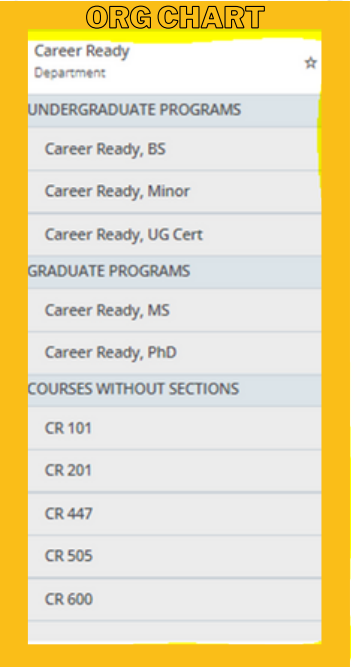 ORG CHART
Career Ready
Department
UNDERGRADUATE PROGRAMS
Career Ready, BS
Career Ready, Minor
Career Ready, UG Cert
GRADUATE PROGRAMS
Career Ready, MS
Career Ready, PhD
COURSES WITHOUT SECTIONS
CR 101
CR 201
CR 447
CR 505
CR 600